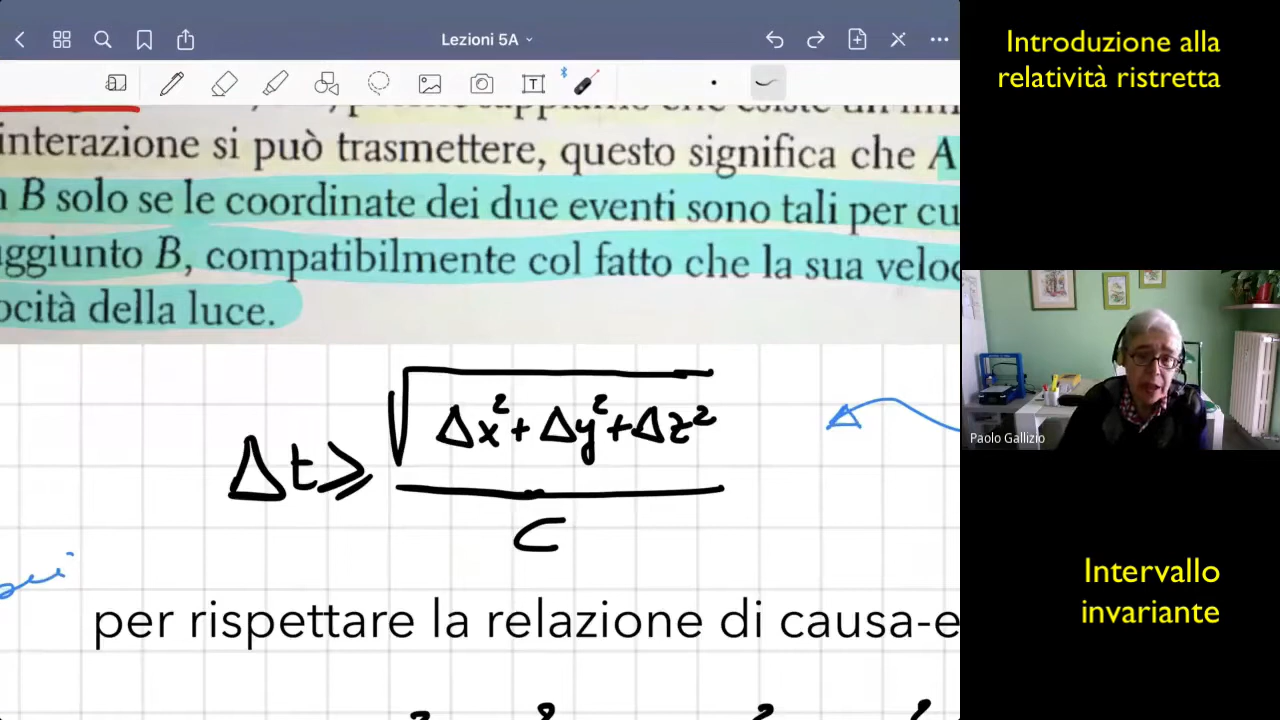 Lezioni 5A
Introduzione alla
relatività ristretta
interazione si può trasmettere, questo significa che A
B solo se le coordinate dei due eventi sono tali per cu
ggiunto B, compatibilmente col fatto che la sua veloc
ocità della luce.
Δt ⩾ √Δx²+Δy²+Δz²
C
per rispettare la relazione di causa-e
Paolo Gallizio
Intervallo
invariante